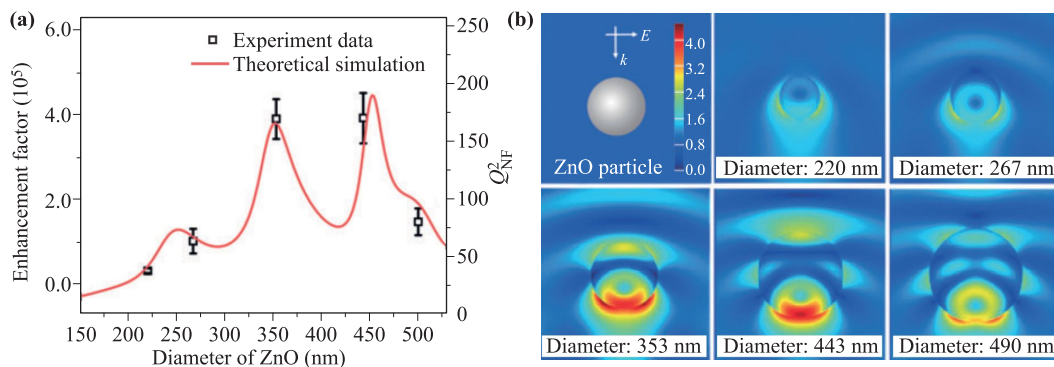 (a)
6.0
4.0
2.0
0.0
Enhancement factor (10⁵)
Experiment data
Theoretical simulation
250
200
150
100
50
0
Q²NF
150 200 250 300 350 400 450 500
Diameter of ZnO (nm)
(b)
E
k
ZnO particle
4.0
3.2
2.4
1.6
0.8
0.0
Diameter: 220 nm
Diameter: 267 nm
Diameter: 353 nm
Diameter: 443 nm
Diameter: 490 nm